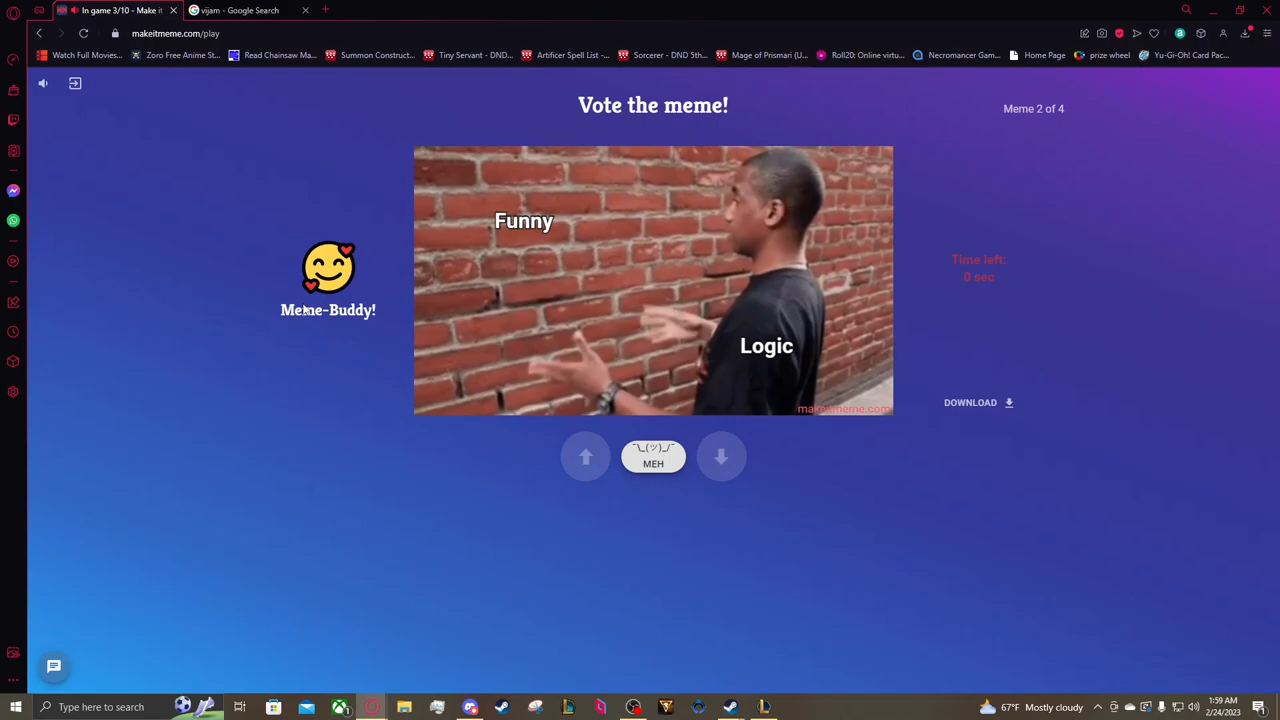 In game 3/10 - Make it
vijam - Google Search
makeitmeme.com/play
Watch Full Movies...
Zoro Free Anime St...
Read Chainsaw Ma...
Summon Construct...
Tiny Servant - DND...
Artificer Spell List -...
Sorcerer - DND 5th...
Mage of Prismari (U...
Roll20: Online virtu...
Necromancer Gam...
Home Page
prize wheel
Yu-Gi-Oh! Card Pac...
Vote the meme!
Meme 2 of 4
Funny
Logic
makeitmeme.com
Meme-Buddy!
Time left:
0 sec
DOWNLOAD
¯\_(ツ)_/¯
MEH
Type here to search
67°F Mostly cloudy
1:59 AM
2/24/2023